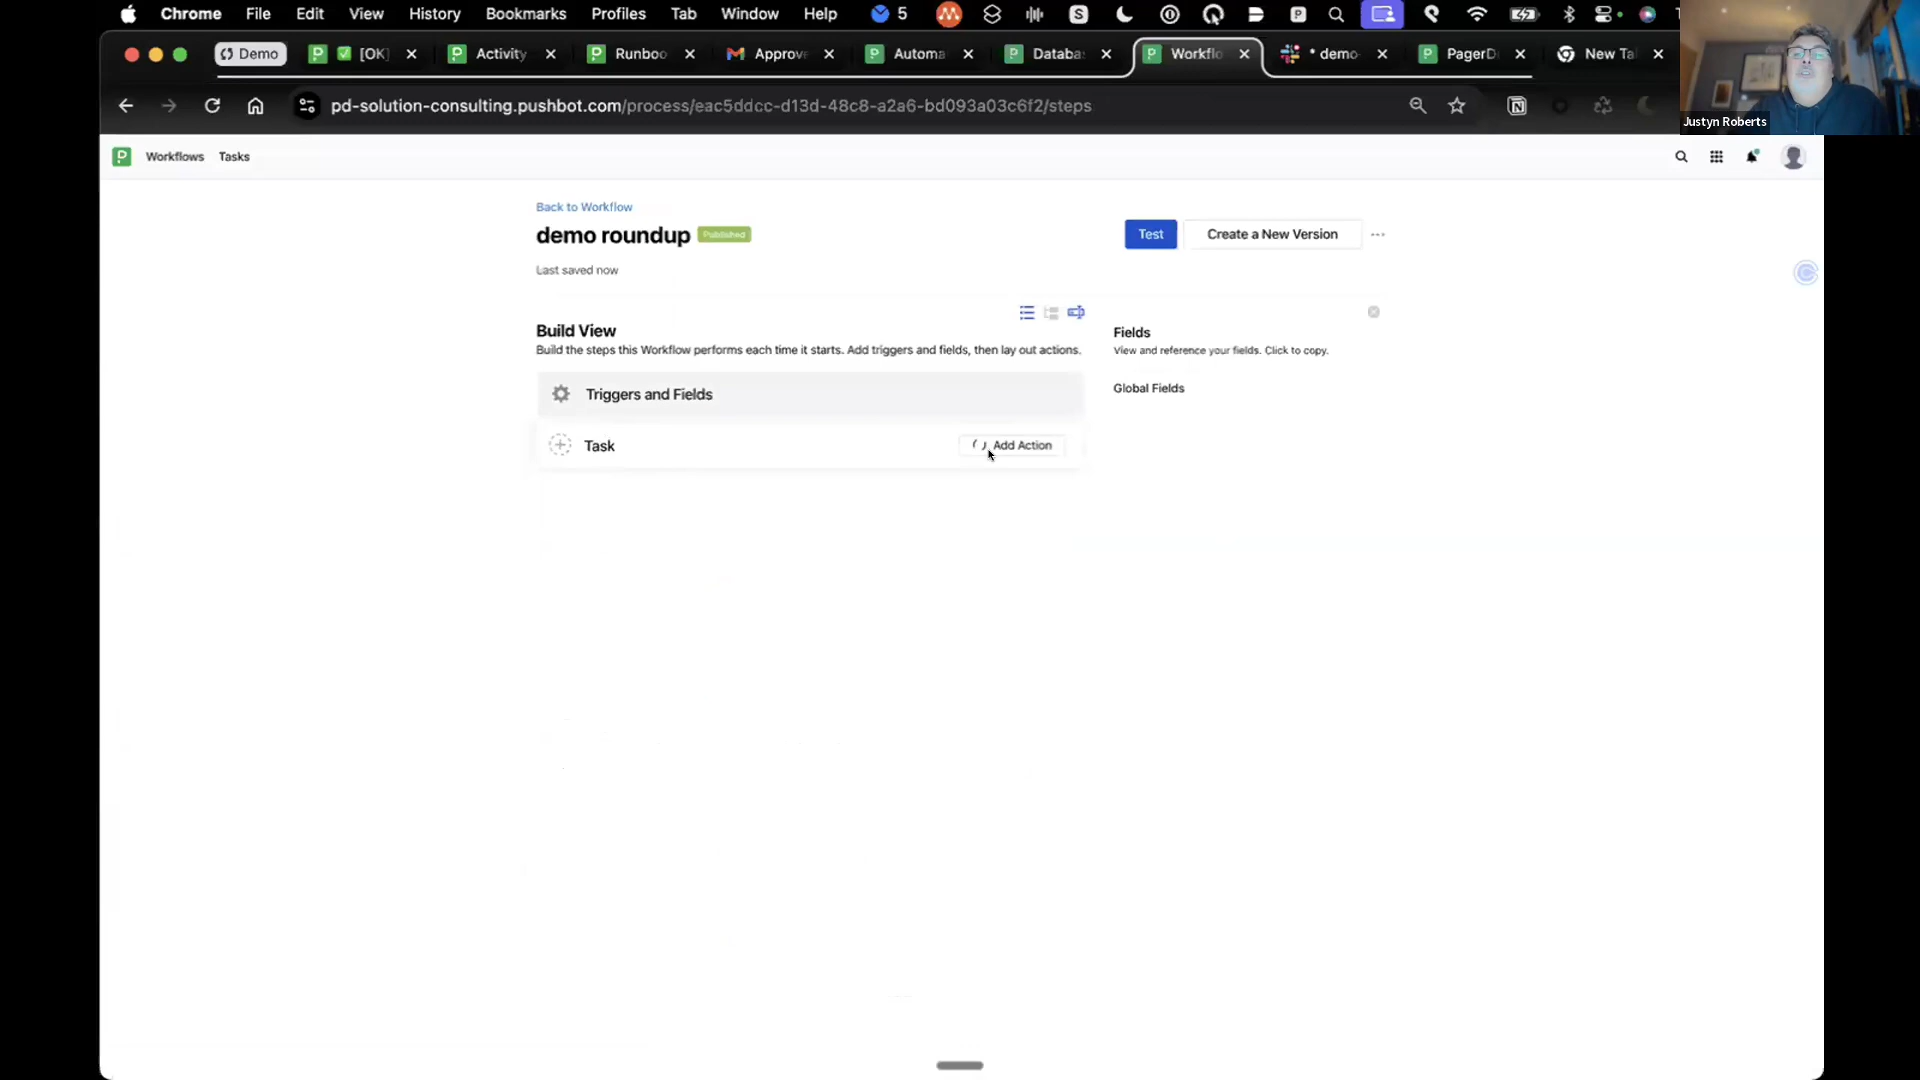 Chrome File Edit View History Bookmarks Profiles Tab Window Help 5
Demo [OK] Activity Runboo Approve Automa Databa Workflo * demo PagerD New Ta
pd-solution-consulting.pushbot.com/process/eac5ddcc-d13d-48c8-a2a6-bd093a03c6f2/steps
Justyn Roberts
Workflows Tasks
Back to Workflow
demo roundup Published
Test Create a New Version
Last saved now
Build View
Build the steps this Workflow performs each time it starts. Add triggers and fields, then lay out actions.
Fields
View and reference your fields. Click to copy.
Global Fields
Triggers and Fields
Task Add Action